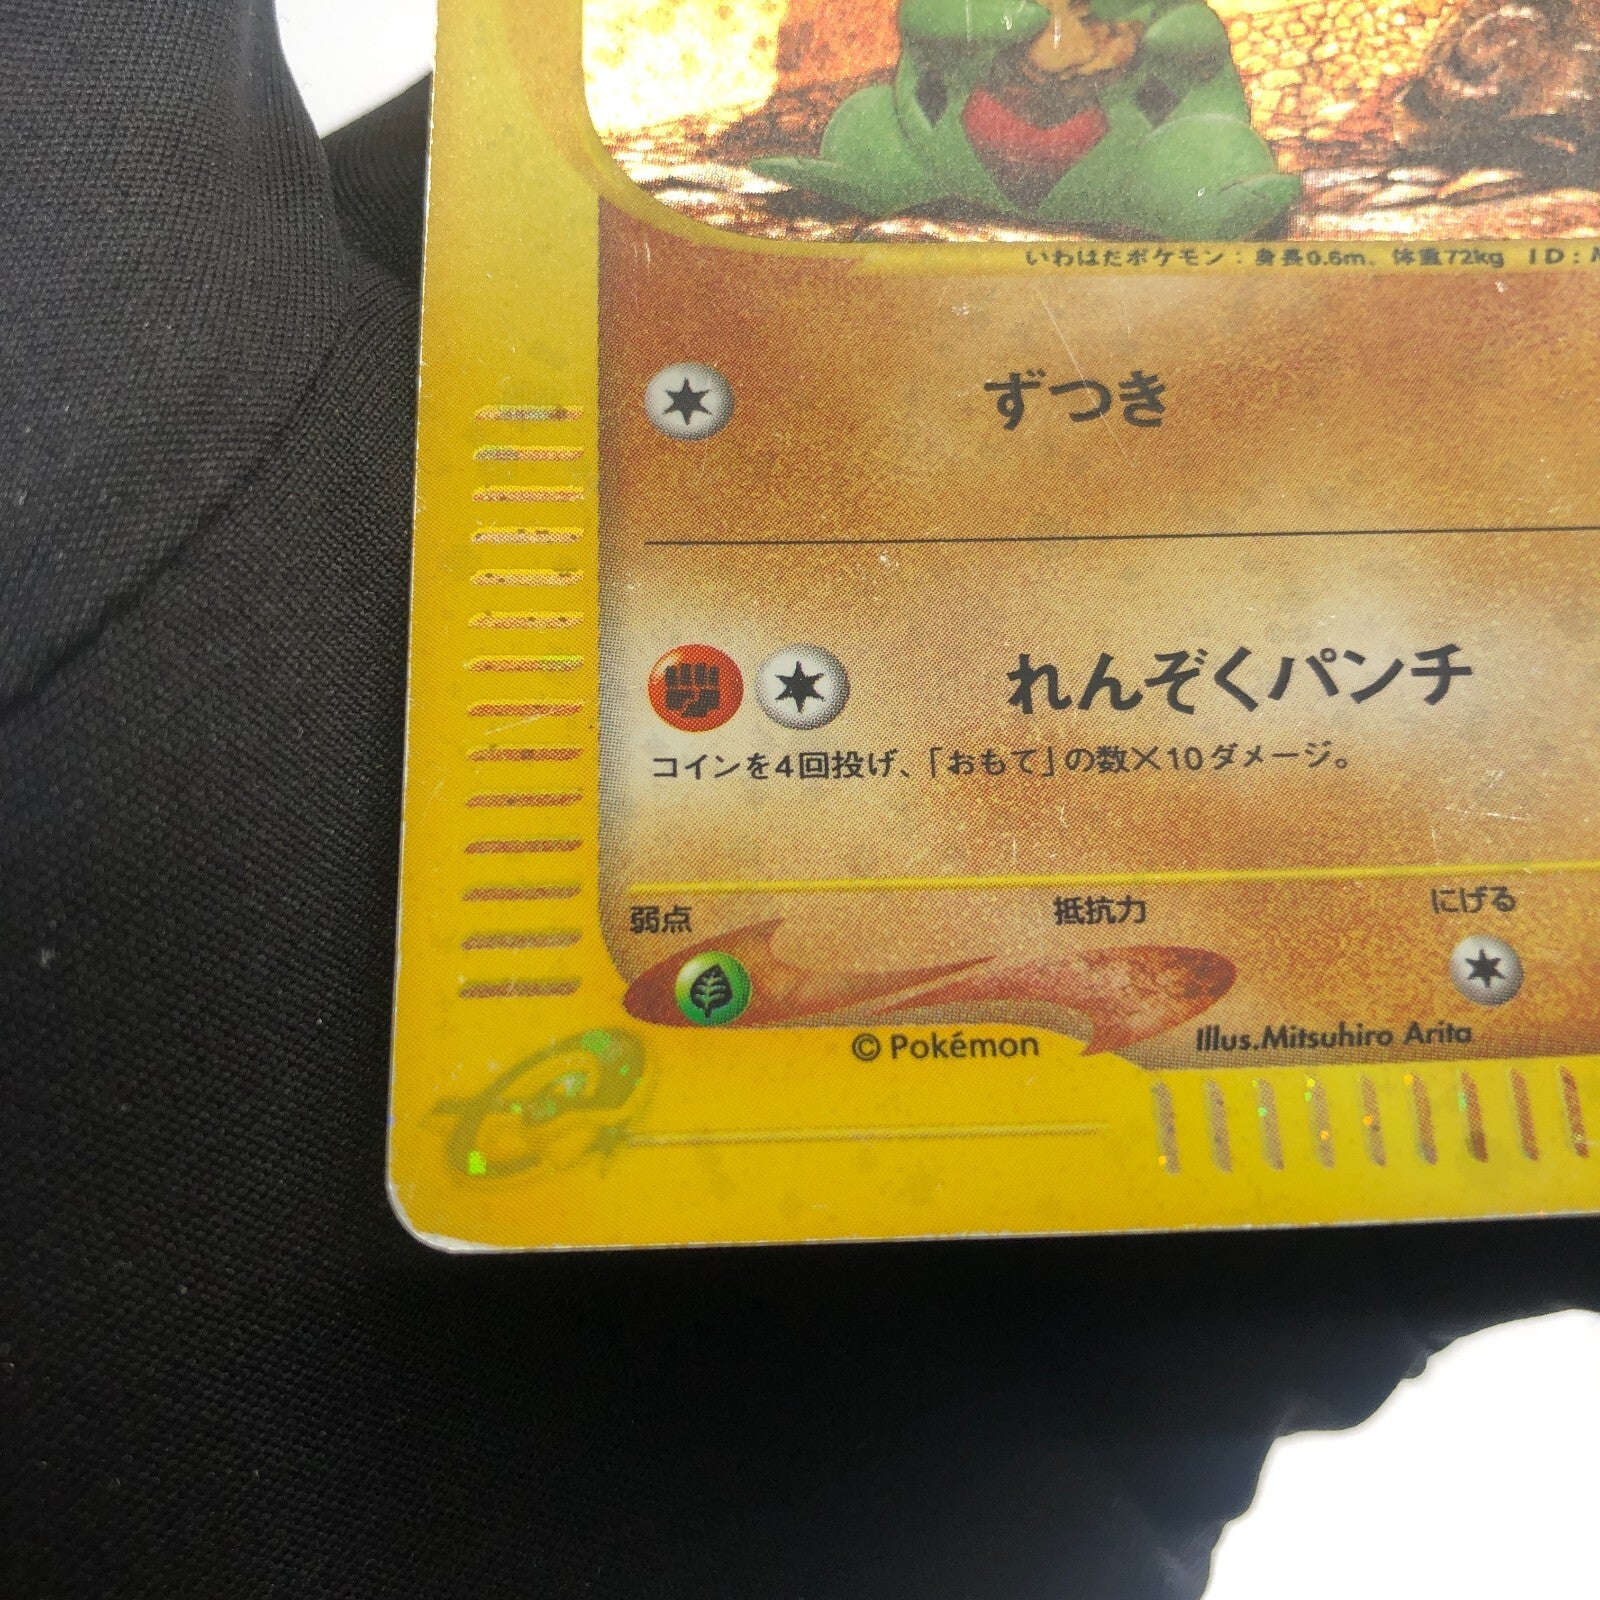 いわはだポケモン：身長0.6m、体重72kg ID：
ずつき
れんぞくパンチ
コインを4回投げ、「おもて」の数×10ダメージ。
弱点 抵抗力 にげる
© Pokémon Illus.Mitsuhiro Arita